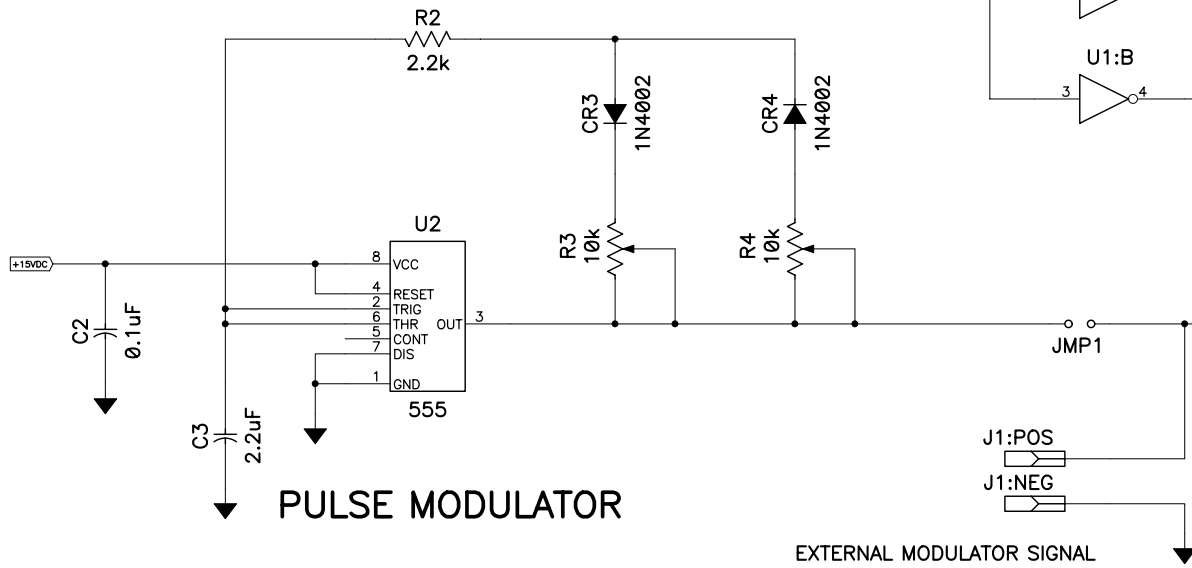 R2
2.2k
U1:B
3
4
CR3
1N4002
CR4
1N4002
U2
R3
10k
R4
10k
+15VDC
8
VCC
4
RESET
2
TRIG
6
THR
OUT
3
5
CONT
7
DIS
1
GND
555
C2
0.1uF
JMP1
C3
2.2uF
J1:POS
J1:NEG
PULSE MODULATOR
EXTERNAL MODULATOR SIGNAL